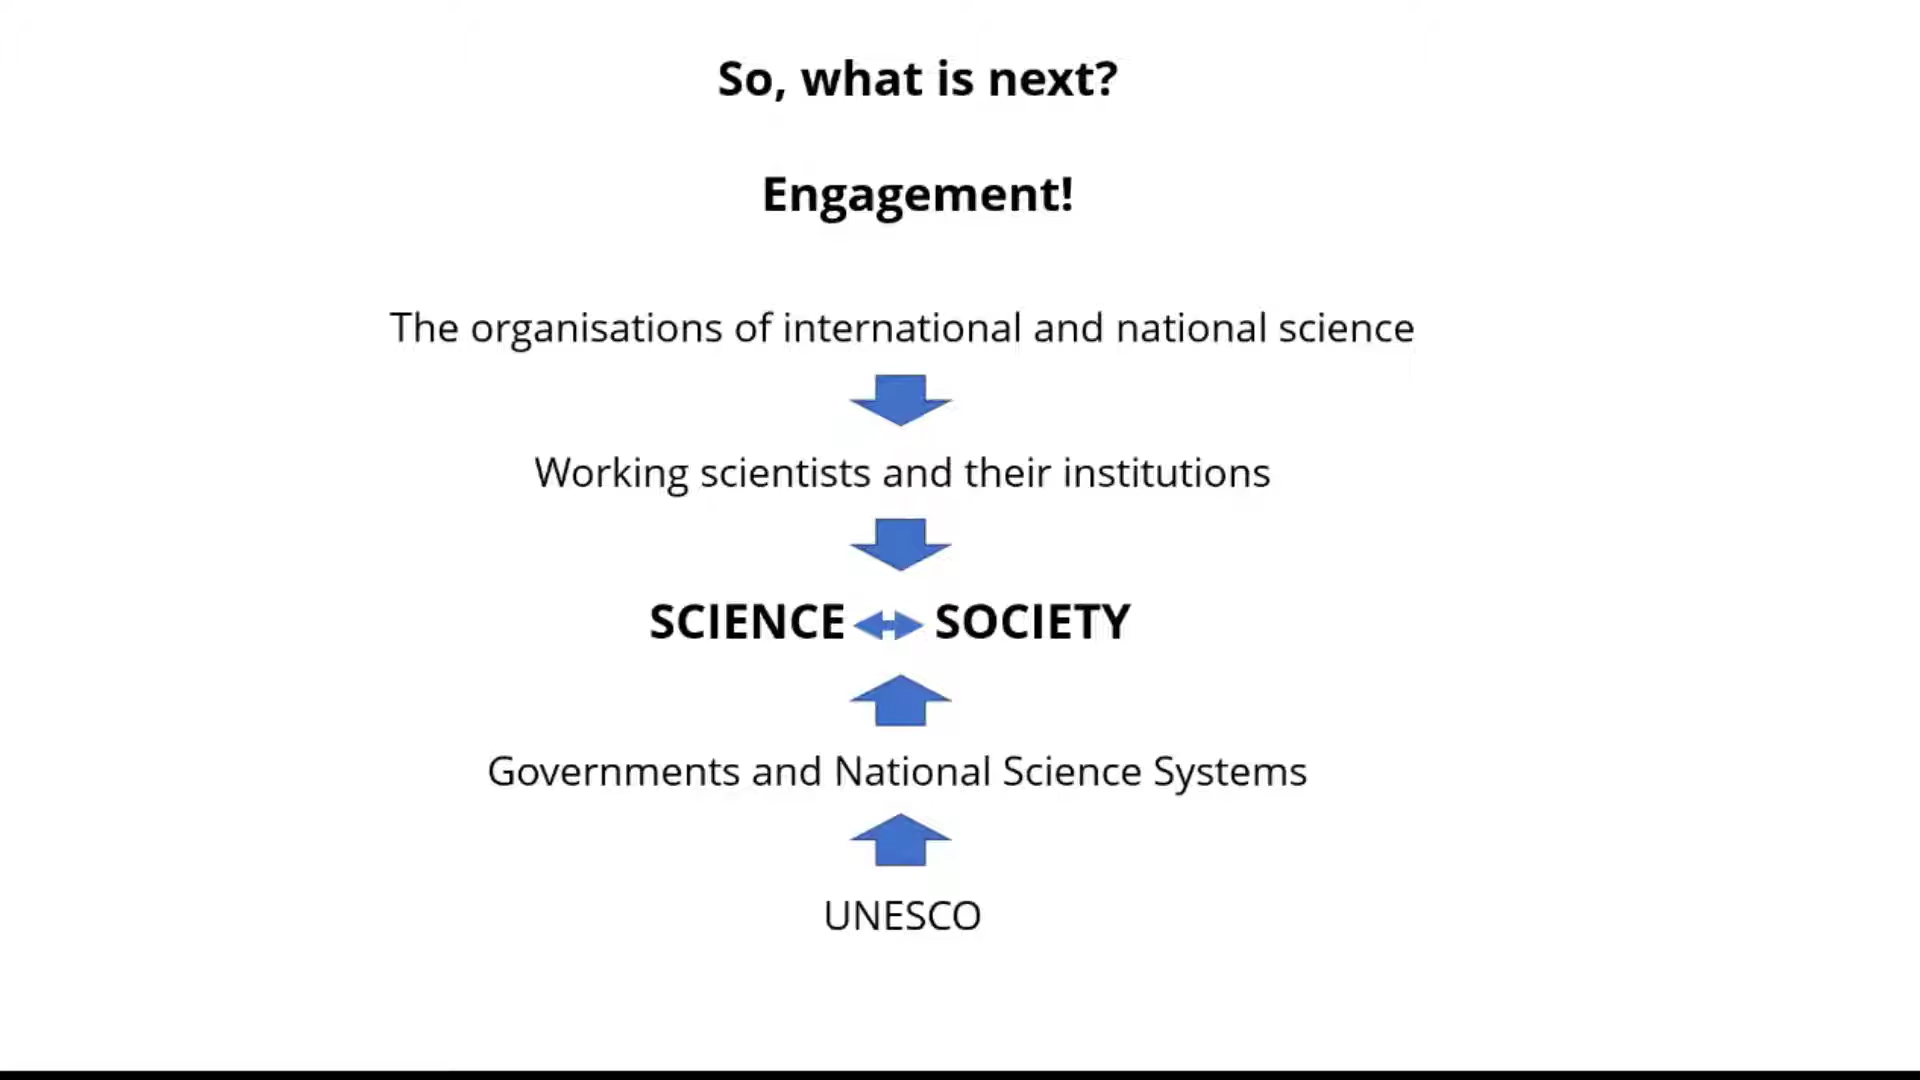 So, what is next?
Engagement!
The organisations of international and national science
Working scientists and their institutions
SCIENCE SOCIETY
Governments and National Science Systems
UNESCO